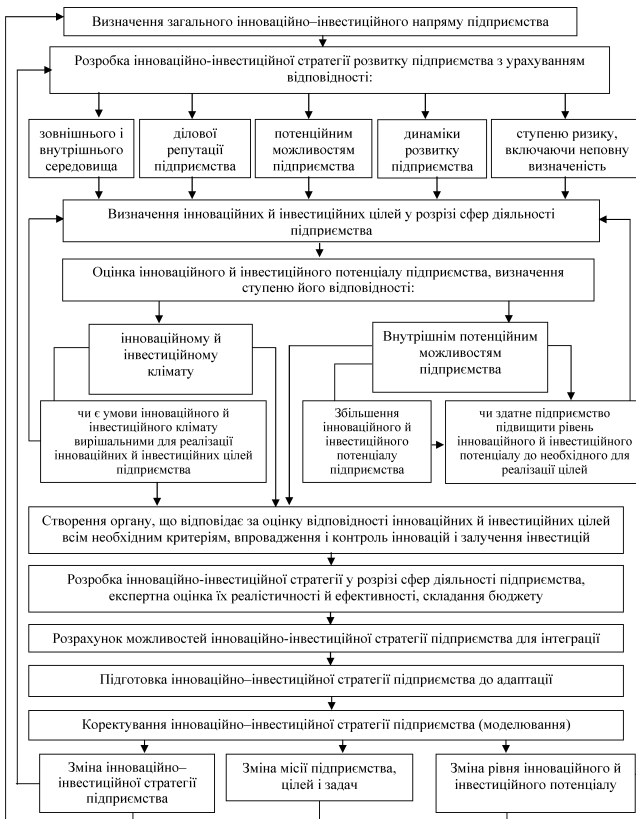 Визначення загального інноваційно–інвестиційного напряму підприємства
Розробка інноваційно-інвестиційної стратегії розвитку підприємства з урахуванням
відповідності:
зовнішнього і
внутрішнього
середовища
ділової
репутації
підприємства
потенційним
можливостям
підприємства
динаміки
розвитку
підприємства
ступеню ризику,
включаючи неповну
визначеність
Визначення інноваційних й інвестиційних цілей у розрізі сфер діяльності
підприємства
Оцінка інноваційного й інвестиційного потенціалу підприємства, визначення
ступеню його відповідності:
інноваційному й
інвестиційному
клімату
Внутрішнім потенційним
можливостям
підприємства
чи є умови інноваційного й
інвестиційного клімату
вирішальними для реалізації
інноваційних й інвестиційних цілей
підприємства
Збільшення
інноваційного й
інвестиційного
потенціалу
підприємства
чи здатне підприємство
підвищити рівень
інноваційного й інвестиційного
потенціалу до необхідного для
реалізації цілей
Створення органу, що відповідає за оцінку відповідності інноваційних й інвестиційних цілей
всім необхідним критеріям, впровадження і контроль інновацій і залучення інвестицій
Розробка інноваційно-інвестиційної стратегії у розрізі сфер діяльності підприємства,
експертна оцінка їх реалістичності й ефективності, складання бюджету
Розрахунок можливостей інноваційно-інвестиційної стратегії підприємства для інтеграції
Підготовка інноваційно–інвестиційної стратегії підприємства до адаптації
Коректування інноваційно–інвестиційної стратегії підприємства (моделювання)
Зміна інноваційно–
інвестиційної стратегії
підприємства
Зміна місії підприємства,
цілей і задач
Зміна рівня інноваційного й
інвестиційного потенціалу